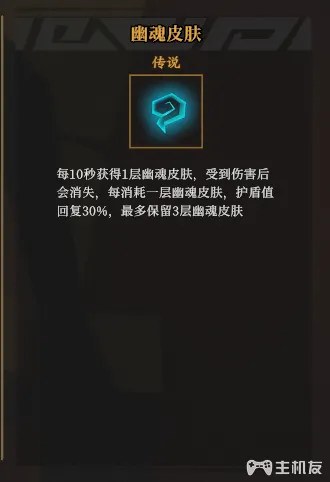 幽魂皮肤
传说
每10秒获得1层幽魂皮肤，受到伤害后
会消失，每消耗一层幽魂皮肤，护盾值
回复30%，最多保留3层幽魂皮肤
主机友